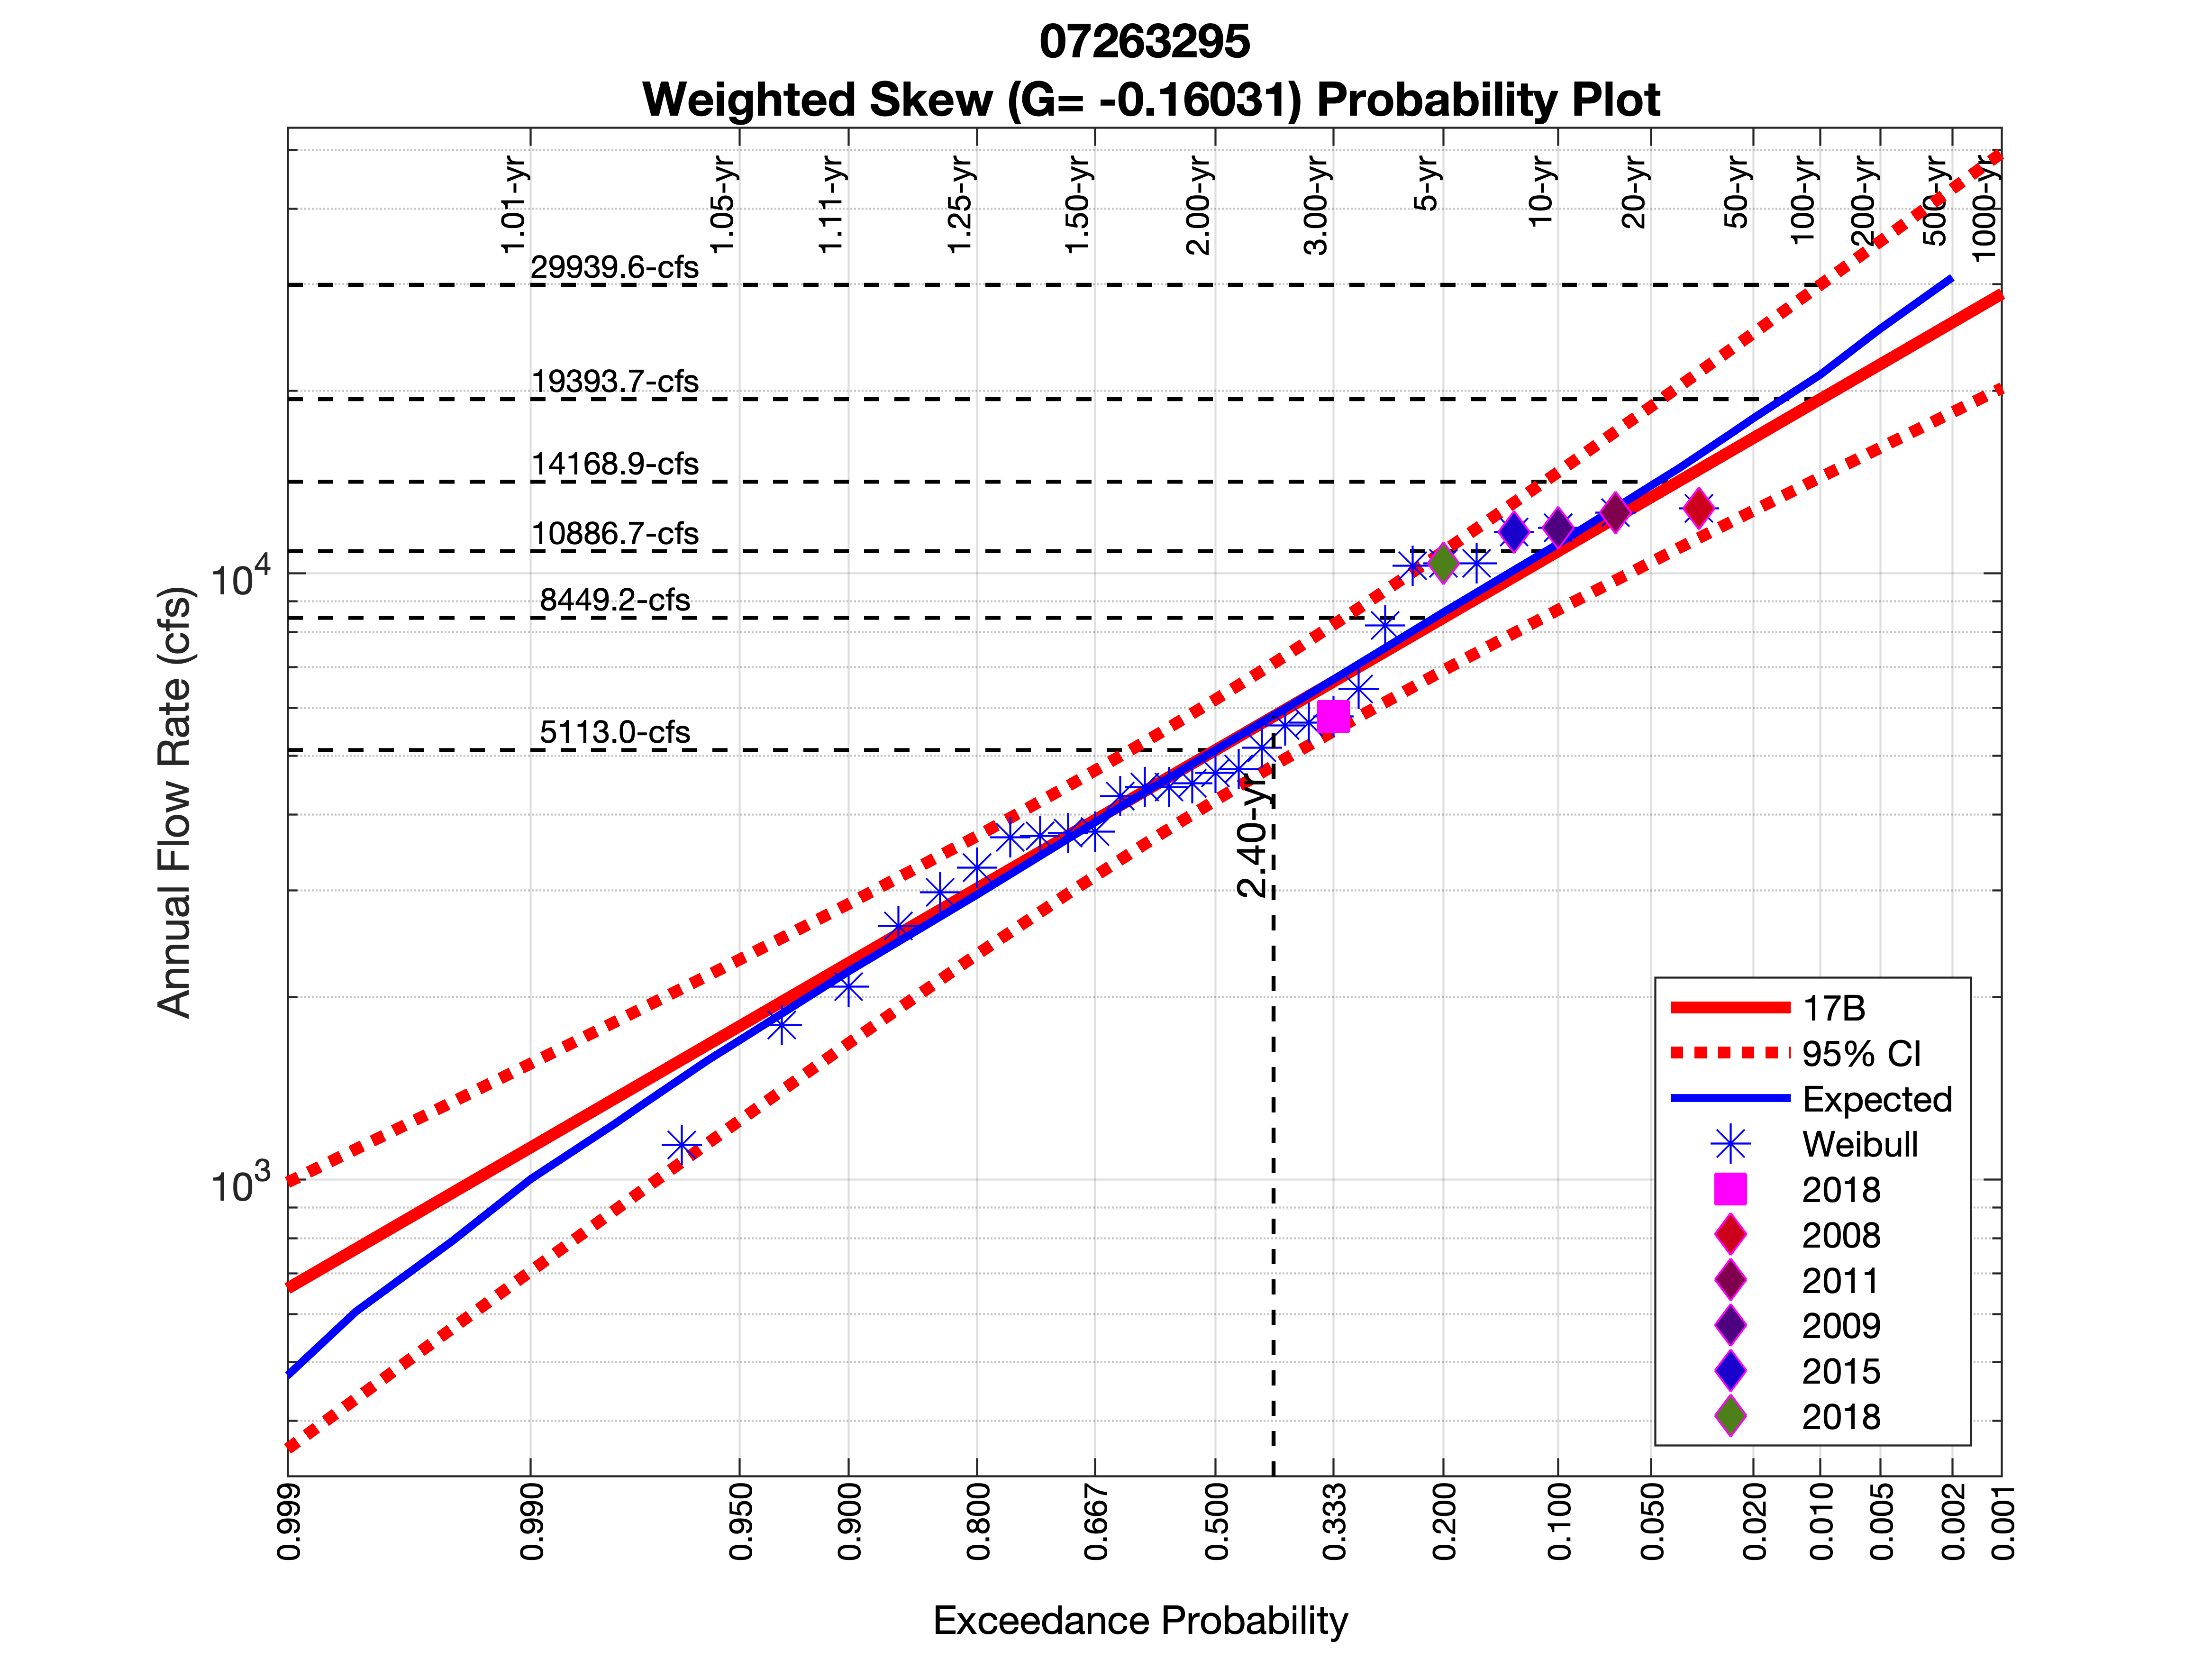 07263295
Weighted Skew (G= -0.16031) Probability Plot
1.01-yr
1.05-yr
1.11-yr
1.25-yr
1.50-yr
2.00-yr
3.00-yr
5-yr
10-yr
20-yr
50-yr
100-yr
200-yr
500-yr
1000-yr
29939.6-cfs
19393.7-cfs
14168.9-cfs
10886.7-cfs
8449.2-cfs
5113.0-cfs
2.40-yr
Annual Flow Rate (cfs)
10⁴
10³
17B
95% CI
Expected
Weibull
2018
2008
2011
2009
2015
2018
0.999
0.990
0.950
0.900
0.800
0.667
0.500
0.333
0.200
0.100
0.050
0.020
0.010
0.005
0.002
0.001
Exceedance Probability